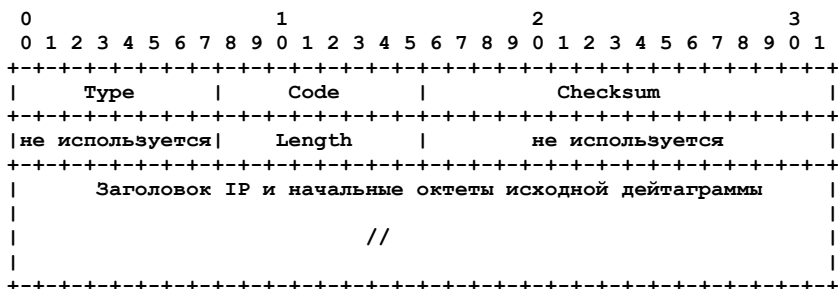 0                   1                   2                   3
0 1 2 3 4 5 6 7 8 9 0 1 2 3 4 5 6 7 8 9 0 1 2 3 4 5 6 7 8 9 0 1
+-+-+-+-+-+-+-+-+-+-+-+-+-+-+-+-+-+-+-+-+-+-+-+-+-+-+-+-+-+-+-+-+
|     Type      |     Code      |          Checksum             |
+-+-+-+-+-+-+-+-+-+-+-+-+-+-+-+-+-+-+-+-+-+-+-+-+-+-+-+-+-+-+-+-+
|не используется|    Length     |        не используется        |
+-+-+-+-+-+-+-+-+-+-+-+-+-+-+-+-+-+-+-+-+-+-+-+-+-+-+-+-+-+-+-+-+
|      Заголовок IP и начальные октеты исходной дейтаграммы     |
|                                                               |
|                           //                                  |
|                                                               |
+-+-+-+-+-+-+-+-+-+-+-+-+-+-+-+-+-+-+-+-+-+-+-+-+-+-+-+-+-+-+-+-+